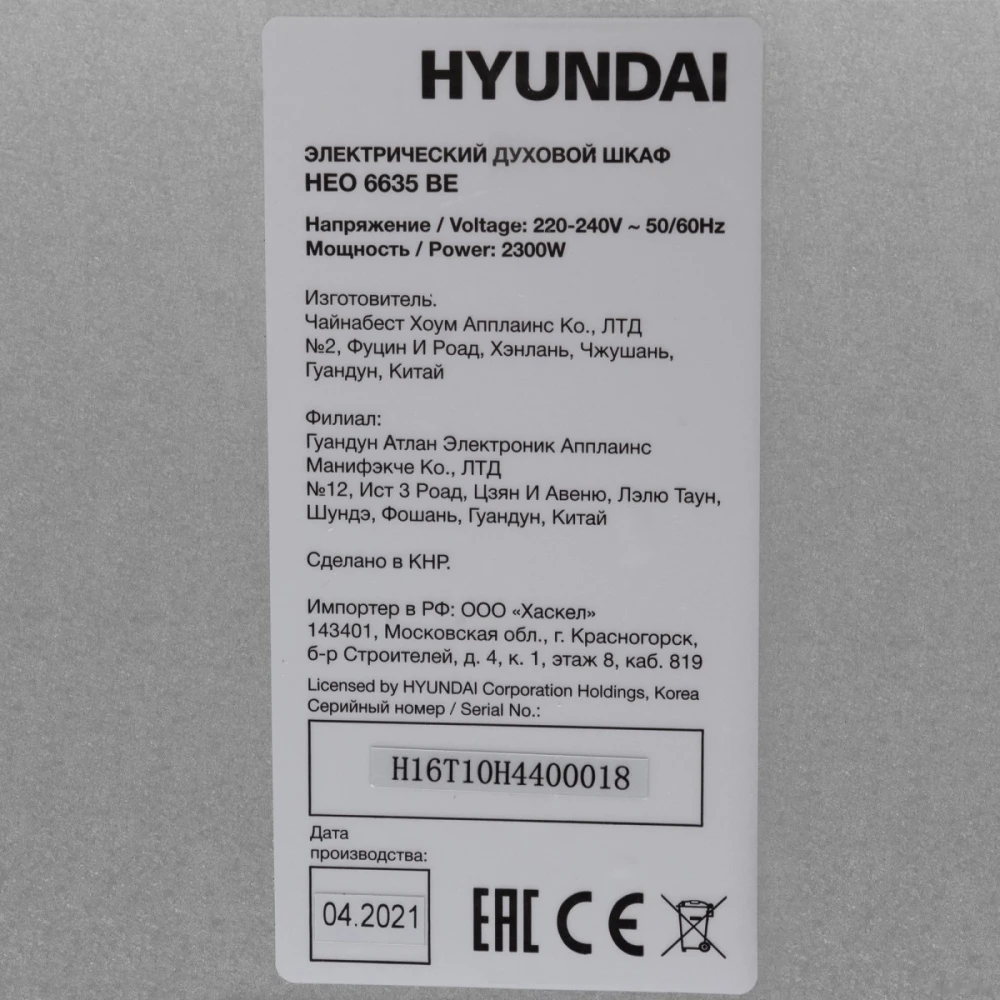 HYUNDAI
ЭЛЕКТРИЧЕСКИЙ ДУХОВОЙ ШКАФ
HEO 6635 BE
Напряжение / Voltage: 220-240V ~ 50/60Hz
Мощность / Power: 2300W
Изготовитель:
Чайнабест Хоум Апплаинс Ко., ЛТД
№2, Фуцин И Роад, Хэнлань, Чжушань,
Гуандун, Китай
Филиал:
Гуандун Атлан Электроник Апплаинс
Манифэкче Ко., ЛТД
№12, Ист 3 Роад, Цзян И Авеню, Лэлю Таун,
Шундэ, Фошань, Гуандун, Китай
Сделано в КНР.
Импортер в РФ: ООО «Хаскел»
143401, Московская обл., г. Красногорск,
б-р Строителей, д. 4, к. 1, этаж 8, каб. 819
Licensed by HYUNDAI Corporation Holdings, Korea
Серийный номер / Serial No.:
H16T10H4400018
Дата
производства:
04.2021
EAC CE